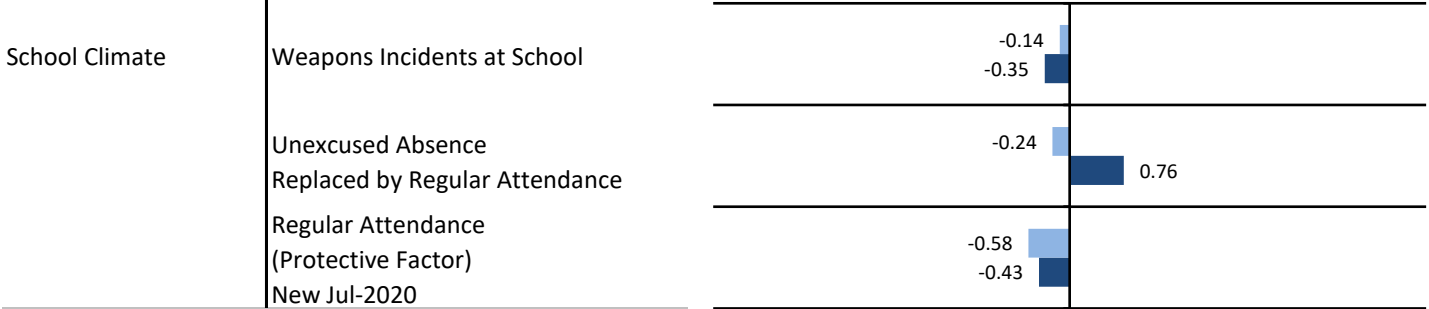 School Climate
Weapons Incidents at School
-0.14
-0.35
Unexcused Absence
Replaced by Regular Attendance
-0.24
0.76
Regular Attendance
(Protective Factor)
New Jul-2020
-0.58
-0.43